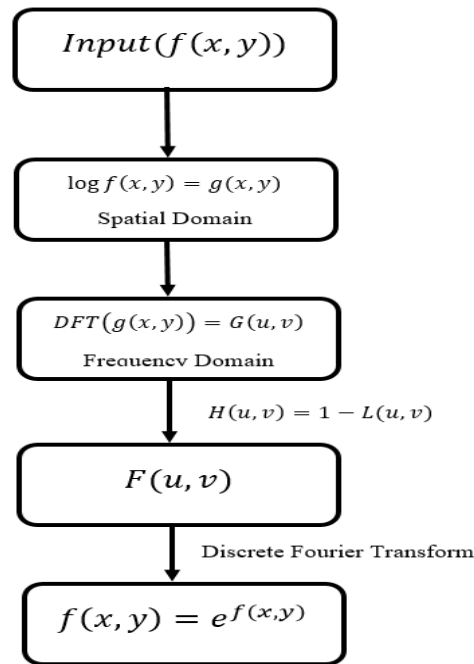 Input(f(x, y))
log f(x, y) = g(x, y)
Spatial Domain
DFT(g(x, y)) = G(u, v)
Frequency Domain
H(u, v) = 1 − L(u, v)
F(u, v)
Discrete Fourier Transform
f(x, y) = e^{f(x,y)}